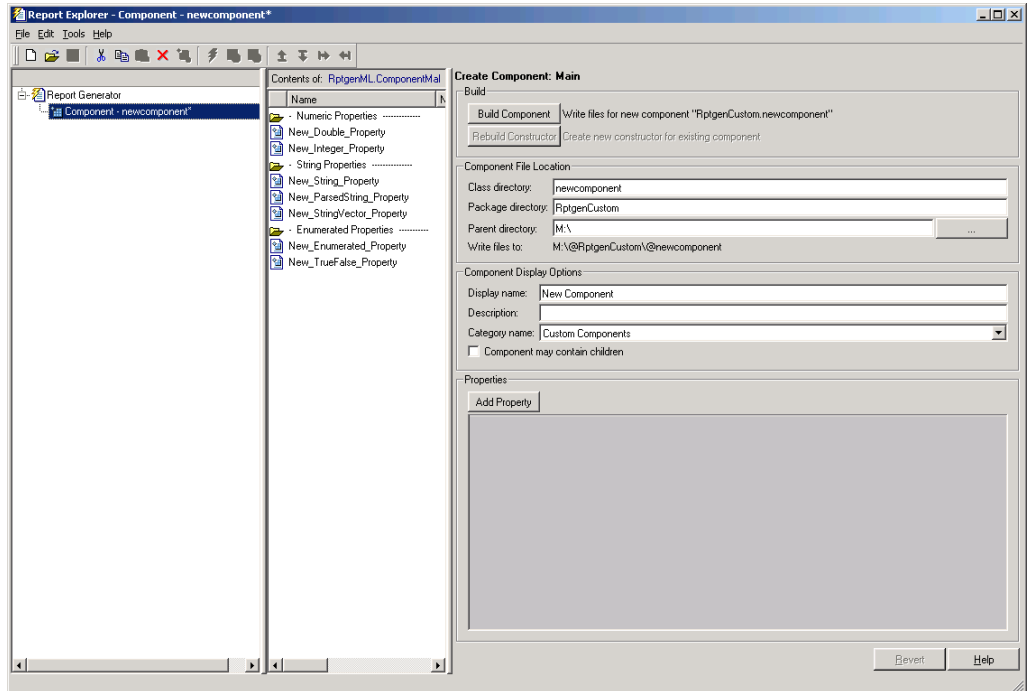 Report Explorer - Component - newcomponent*
File Edit Tools Help
Report Generator
Component - newcomponent*
Contents of: RptgenML.ComponentMal
Name
- Numeric Properties -------------
New_Double_Property
New_Integer_Property
- String Properties --------------
New_String_Property
New_ParsedString_Property
New_StringVector_Property
- Enumerated Properties ----------
New_Enumerated_Property
New_TrueFalse_Property
Create Component: Main
Build
Build Component Write files for new component "RptgenCustom.newcomponent"
Rebuild Constructor Create new constructor for existing component
Component File Location
Class directory: newcomponent
Package directory: RptgenCustom
Parent directory: M:\ ...
Write files to: M:\@RptgenCustom\@newcomponent
Component Display Options
Display name: New Component
Description:
Category name: Custom Components
Component may contain children
Properties
Add Property
Revert Help